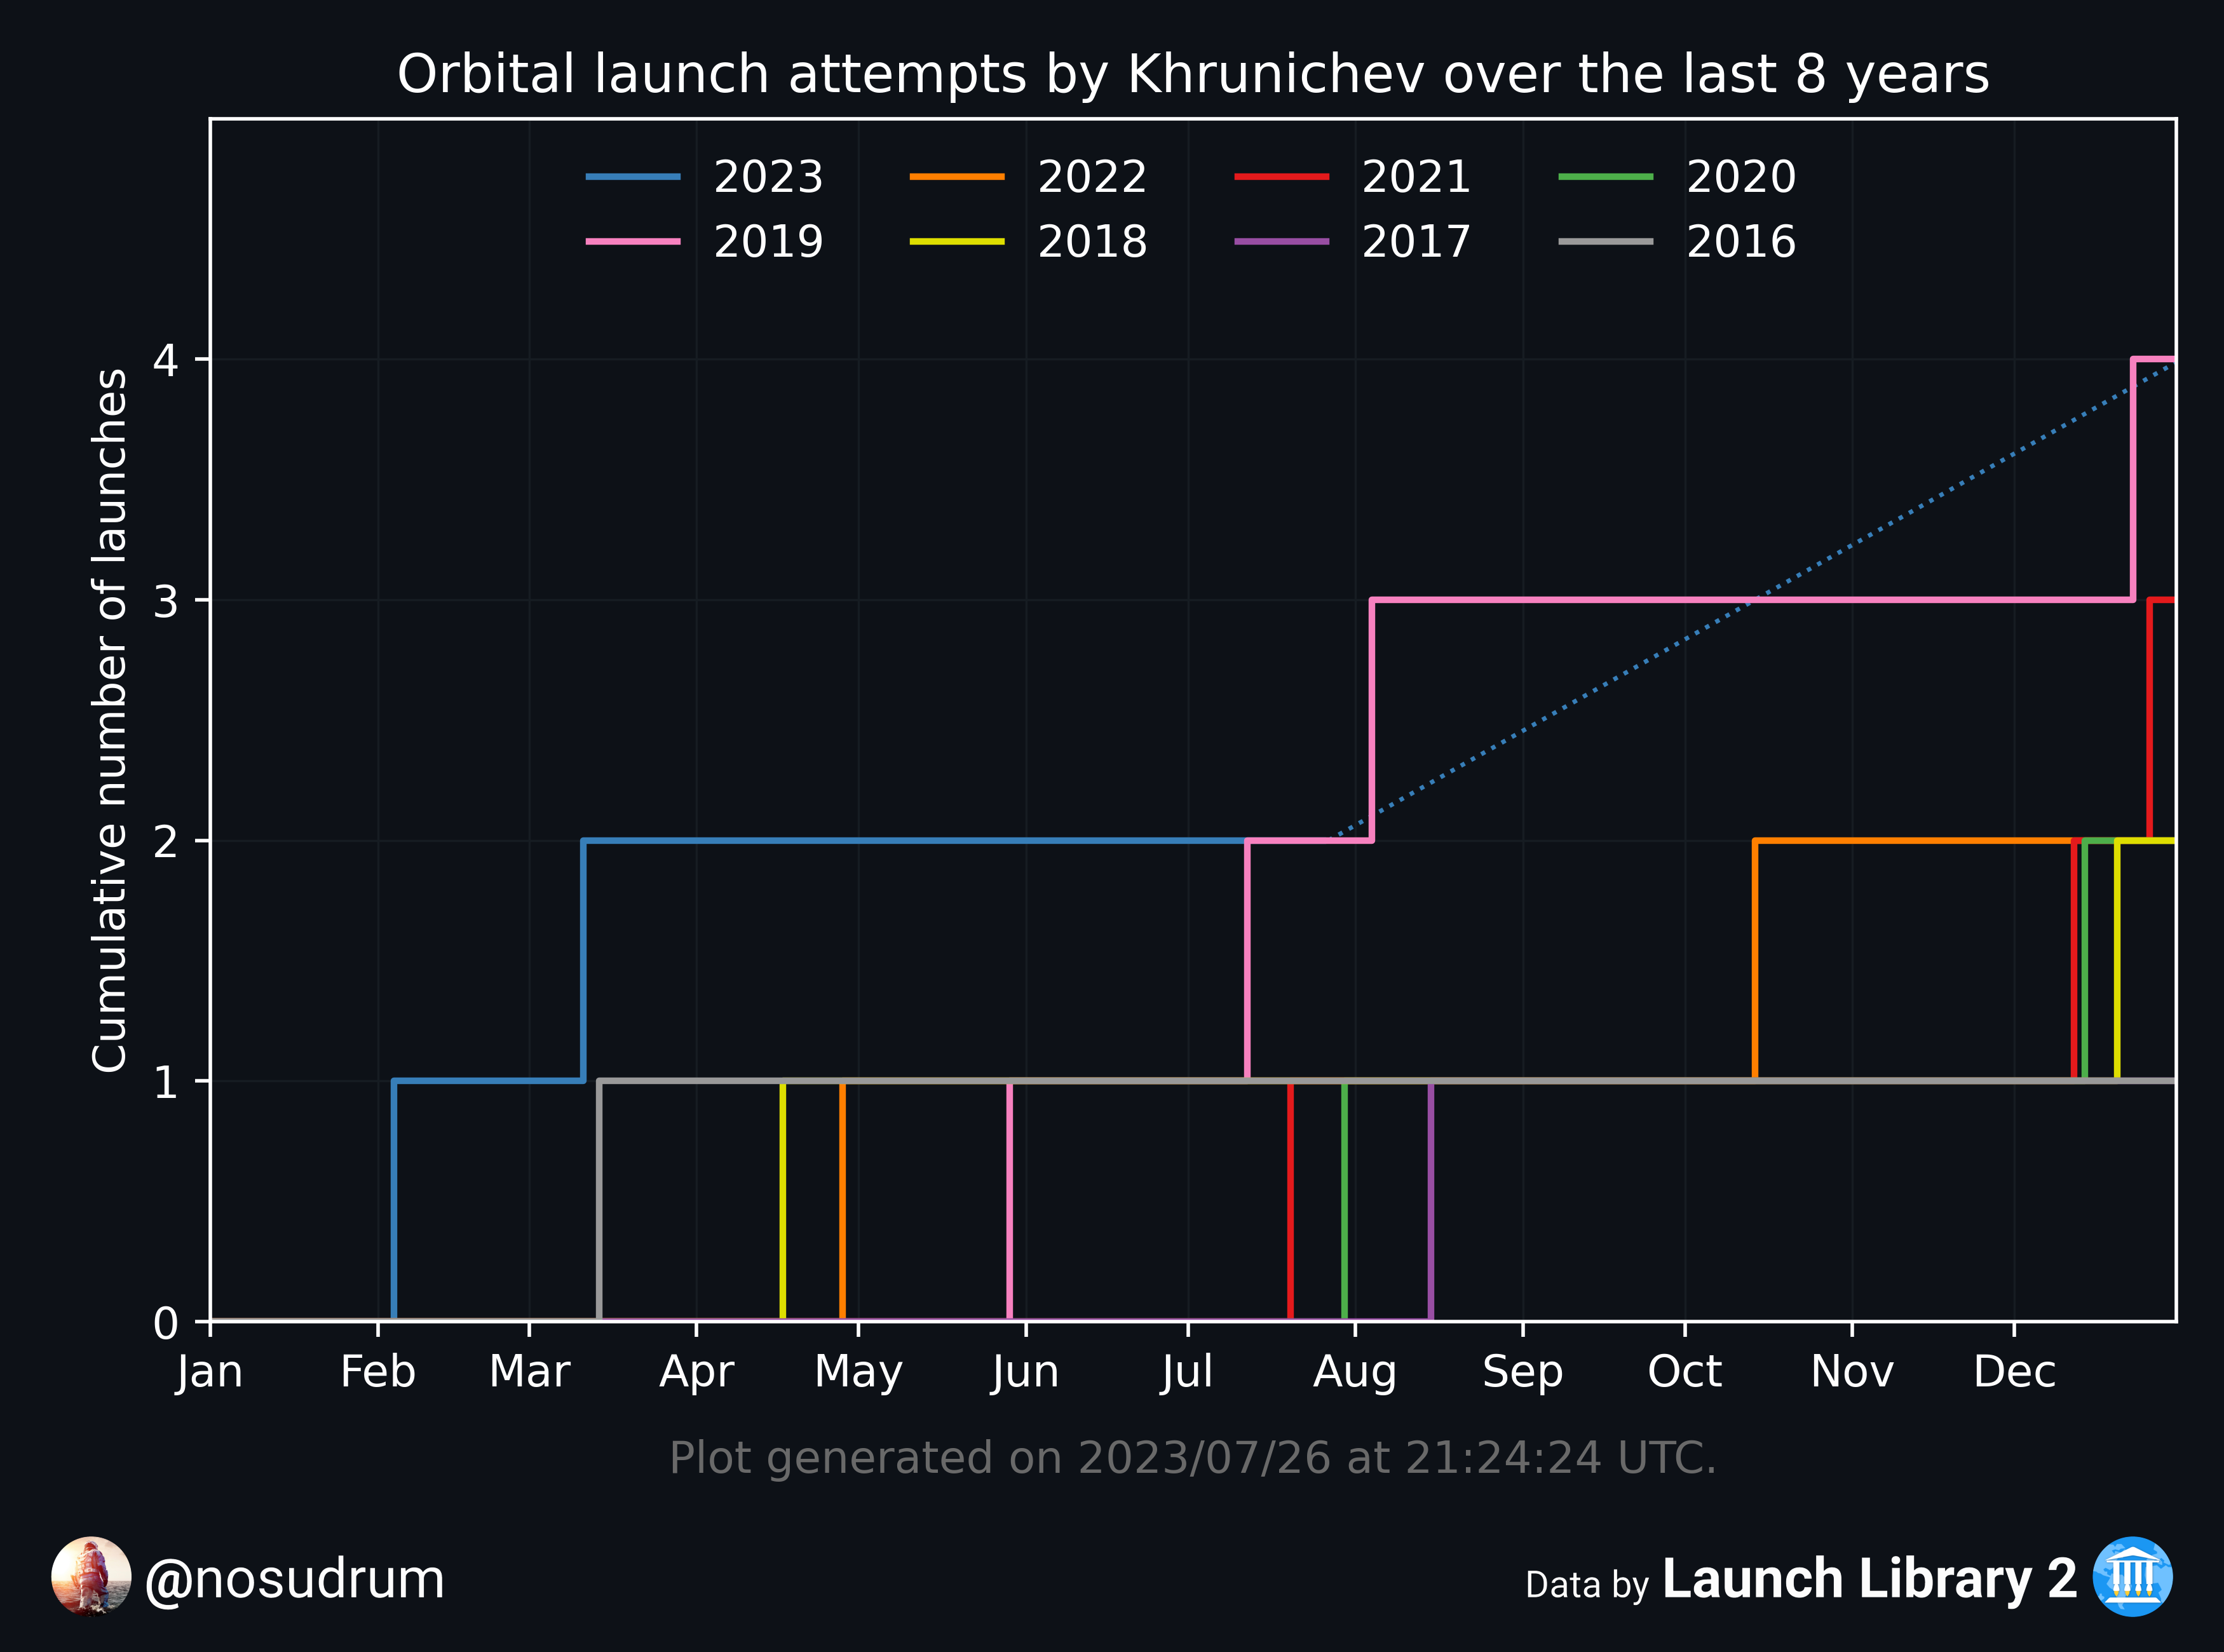 Orbital launch attempts by Khrunichev over the last 8 years
2023 2022 2021 2020
2019 2018 2017 2016
Cumulative number of launches
4
3
2
1
0
Jan Feb Mar Apr May Jun Jul Aug Sep Oct Nov Dec
Plot generated on 2023/07/26 at 21:24:24 UTC.
@nosudrum
Data by Launch Library 2